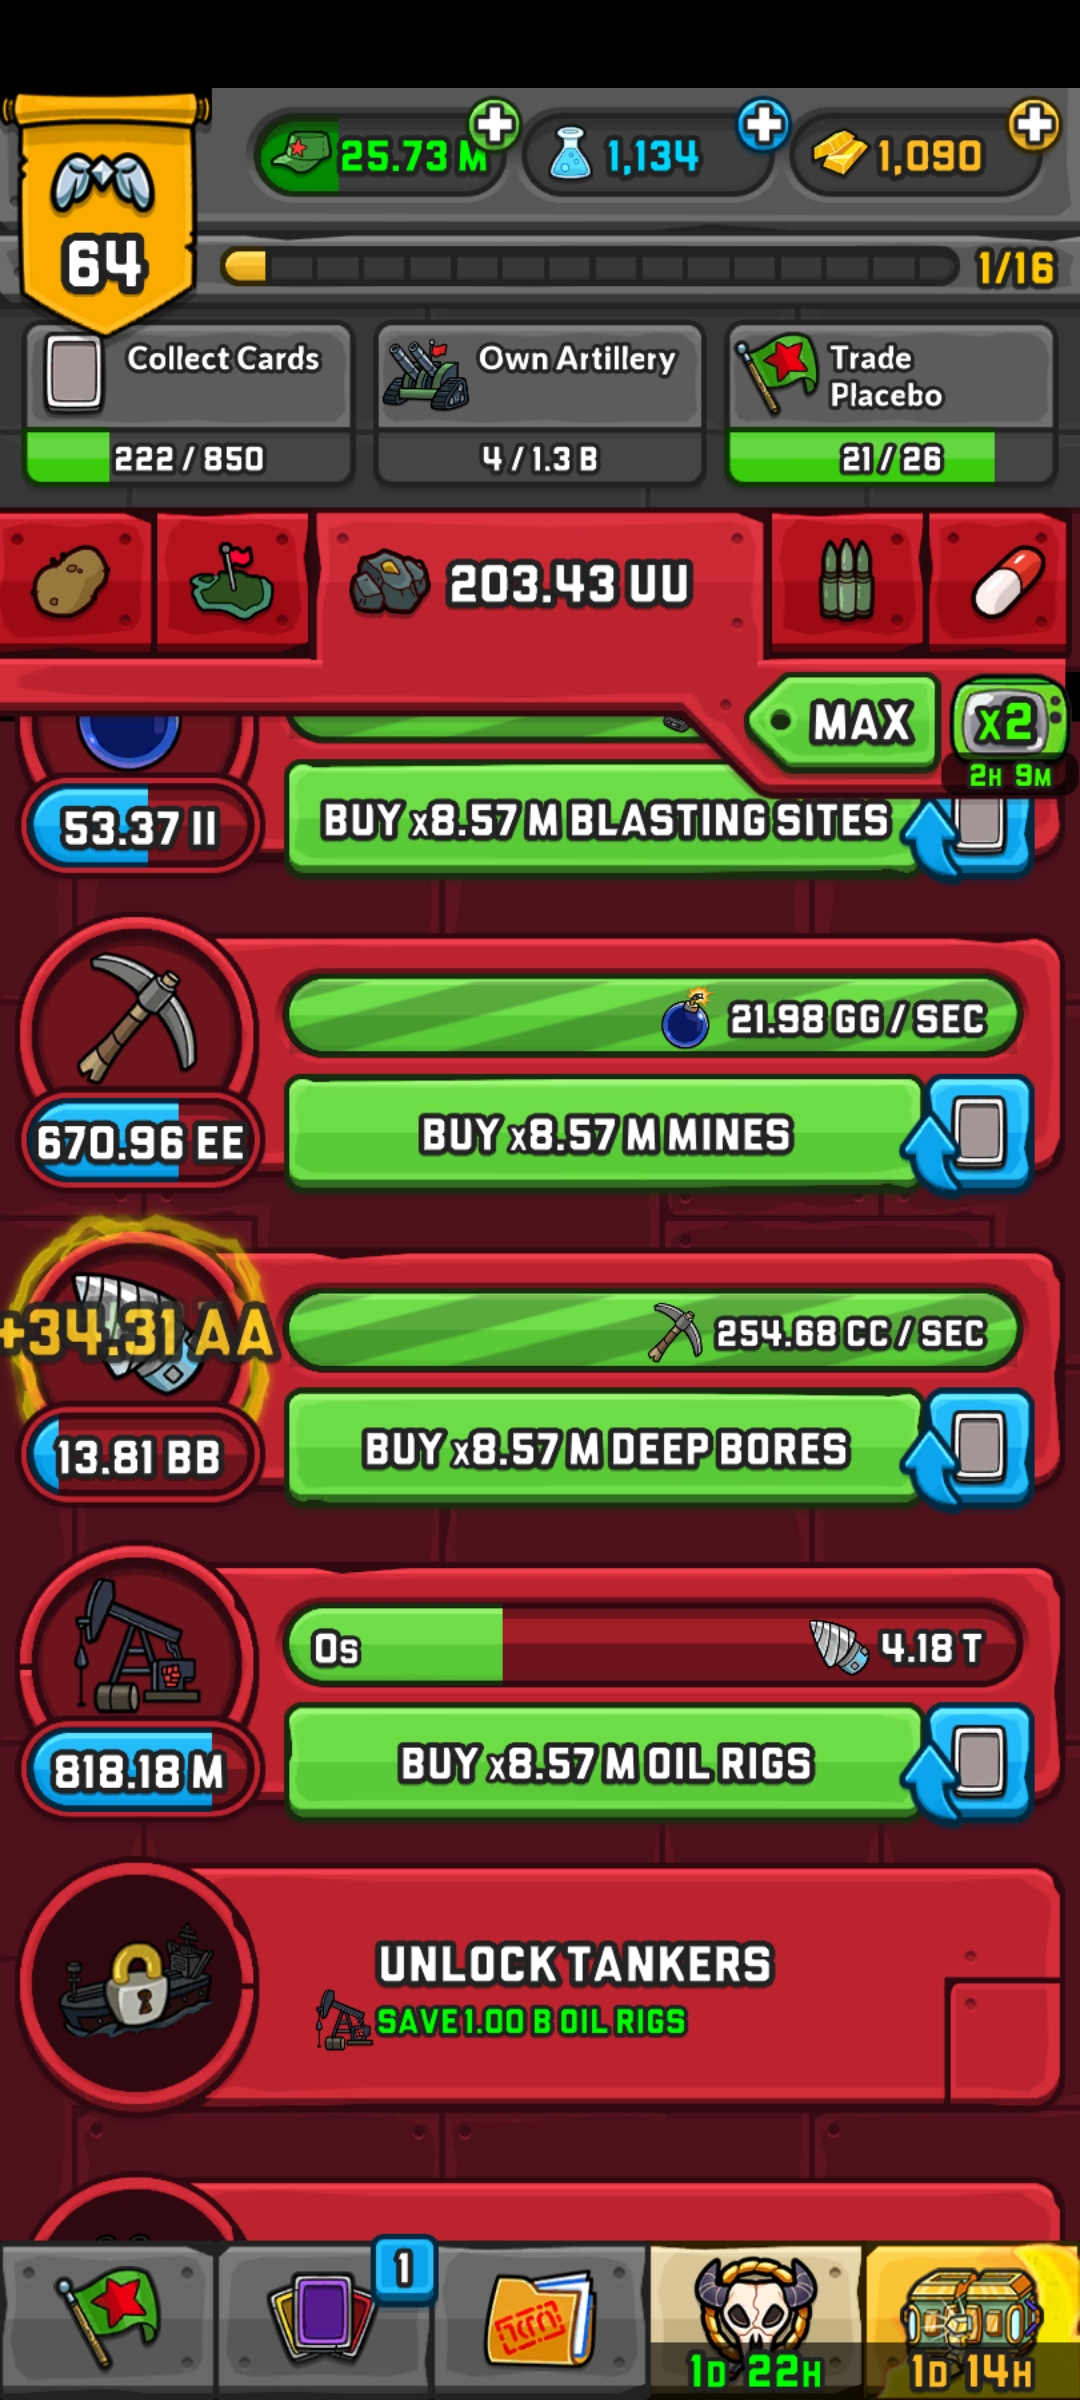 25.73 M
1,134
1,090
64
1/16
Collect Cards
222 / 850
Own Artillery
4 / 1.3 B
Trade
Placebo
21 / 26
203.43 UU
MAX
x2
2H 9M
53.37 II
BUY x8.57 M BLASTING SITES
21.98 GG / SEC
670.96 EE
BUY x8.57 M MINES
+34.31 AA
254.68 CC / SEC
13.81 BB
BUY x8.57 M DEEP BORES
0s
4.18 T
818.18 M
BUY x8.57 M OIL RIGS
UNLOCK TANKERS
SAVE 1.00 B OIL RIGS
1
1D 22H
1D 14H